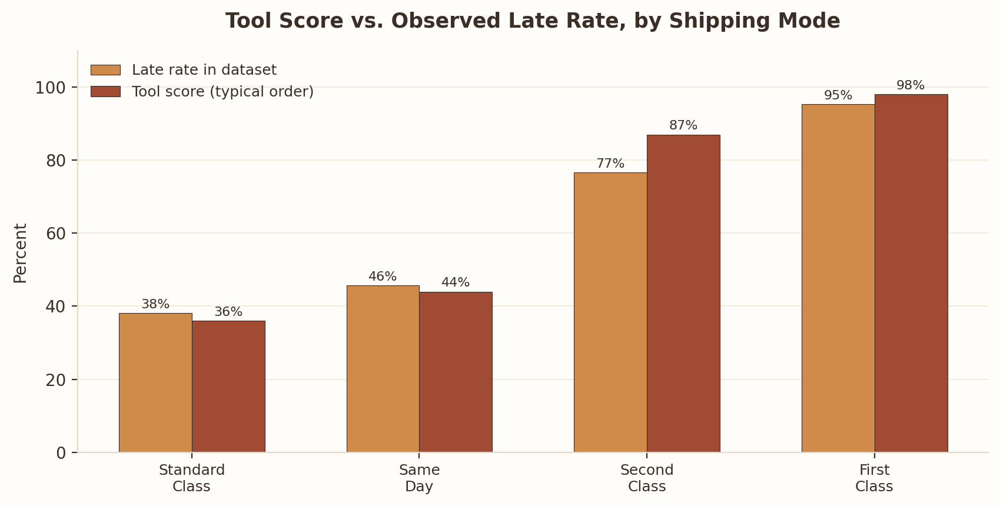 Tool Score vs. Observed Late Rate, by Shipping Mode
Late rate in dataset
Tool score (typical order)
Percent
100
80
60
40
20
0
38%
36%
46%
44%
77%
87%
95%
98%
Standard
Class
Same
Day
Second
Class
First
Class